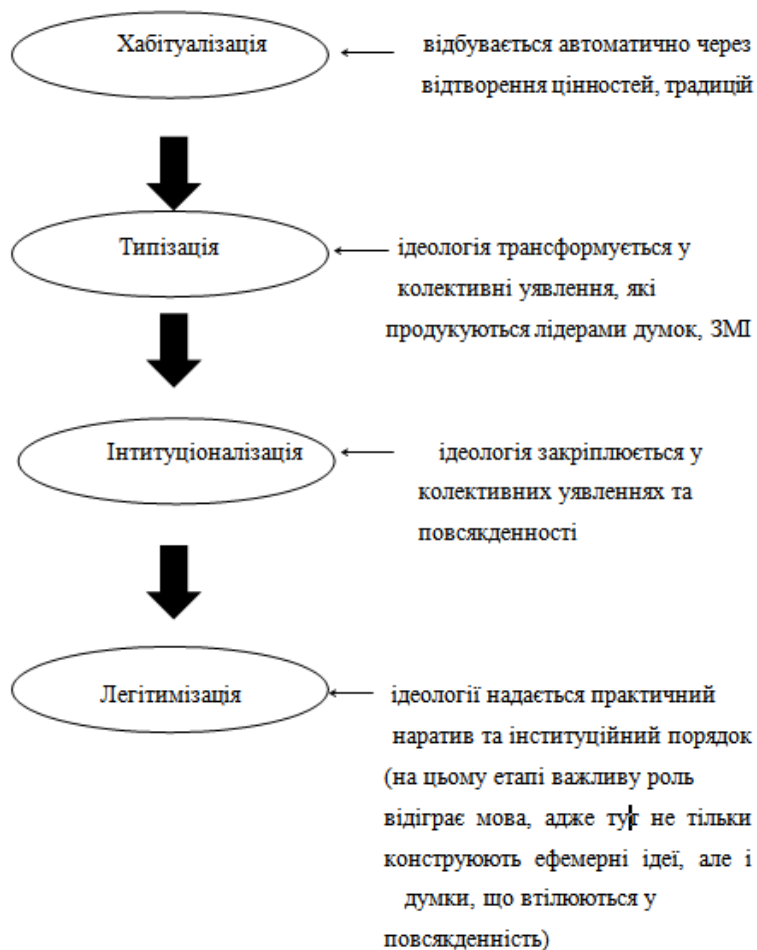 Хабітуалізація
відбувається автоматично через
відтворення цінностей, традицій
Типізація
ідеологія трансформується у
колективні уявлення, які
продукуються лідерами думок, ЗМІ
Інтитуціоналізація
ідеологія закріплюється у
колективних уявленнях та
повсякденності
Легітимізація
ідеології надається практичний
наратив та інституційний порядок
(на цьому етапі важливу роль
відіграє мова, адже тут не тільки
конструюють ефемерні ідеї, але і
думки, що втілюються у
повсякденність)